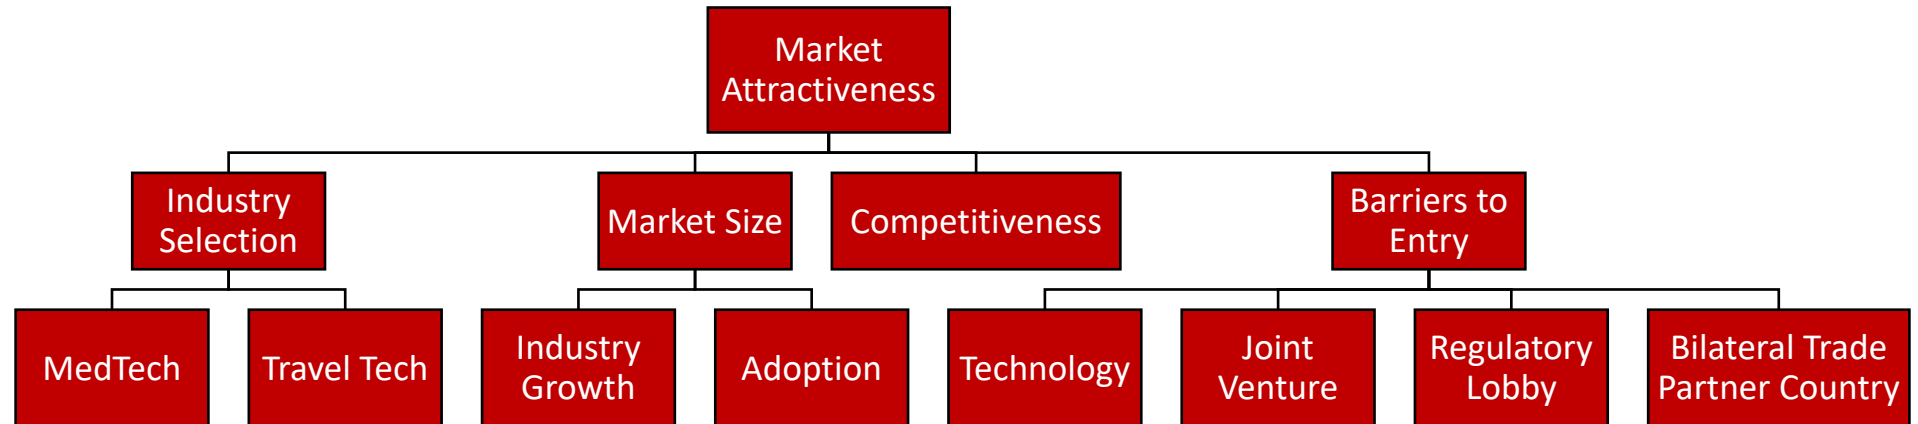 Market
Attractiveness
Industry
Selection
Market Size
Competitiveness
Barriers to
Entry
MedTech
Travel Tech
Industry
Growth
Adoption
Technology
Joint
Venture
Regulatory
Lobby
Bilateral Trade
Partner Country